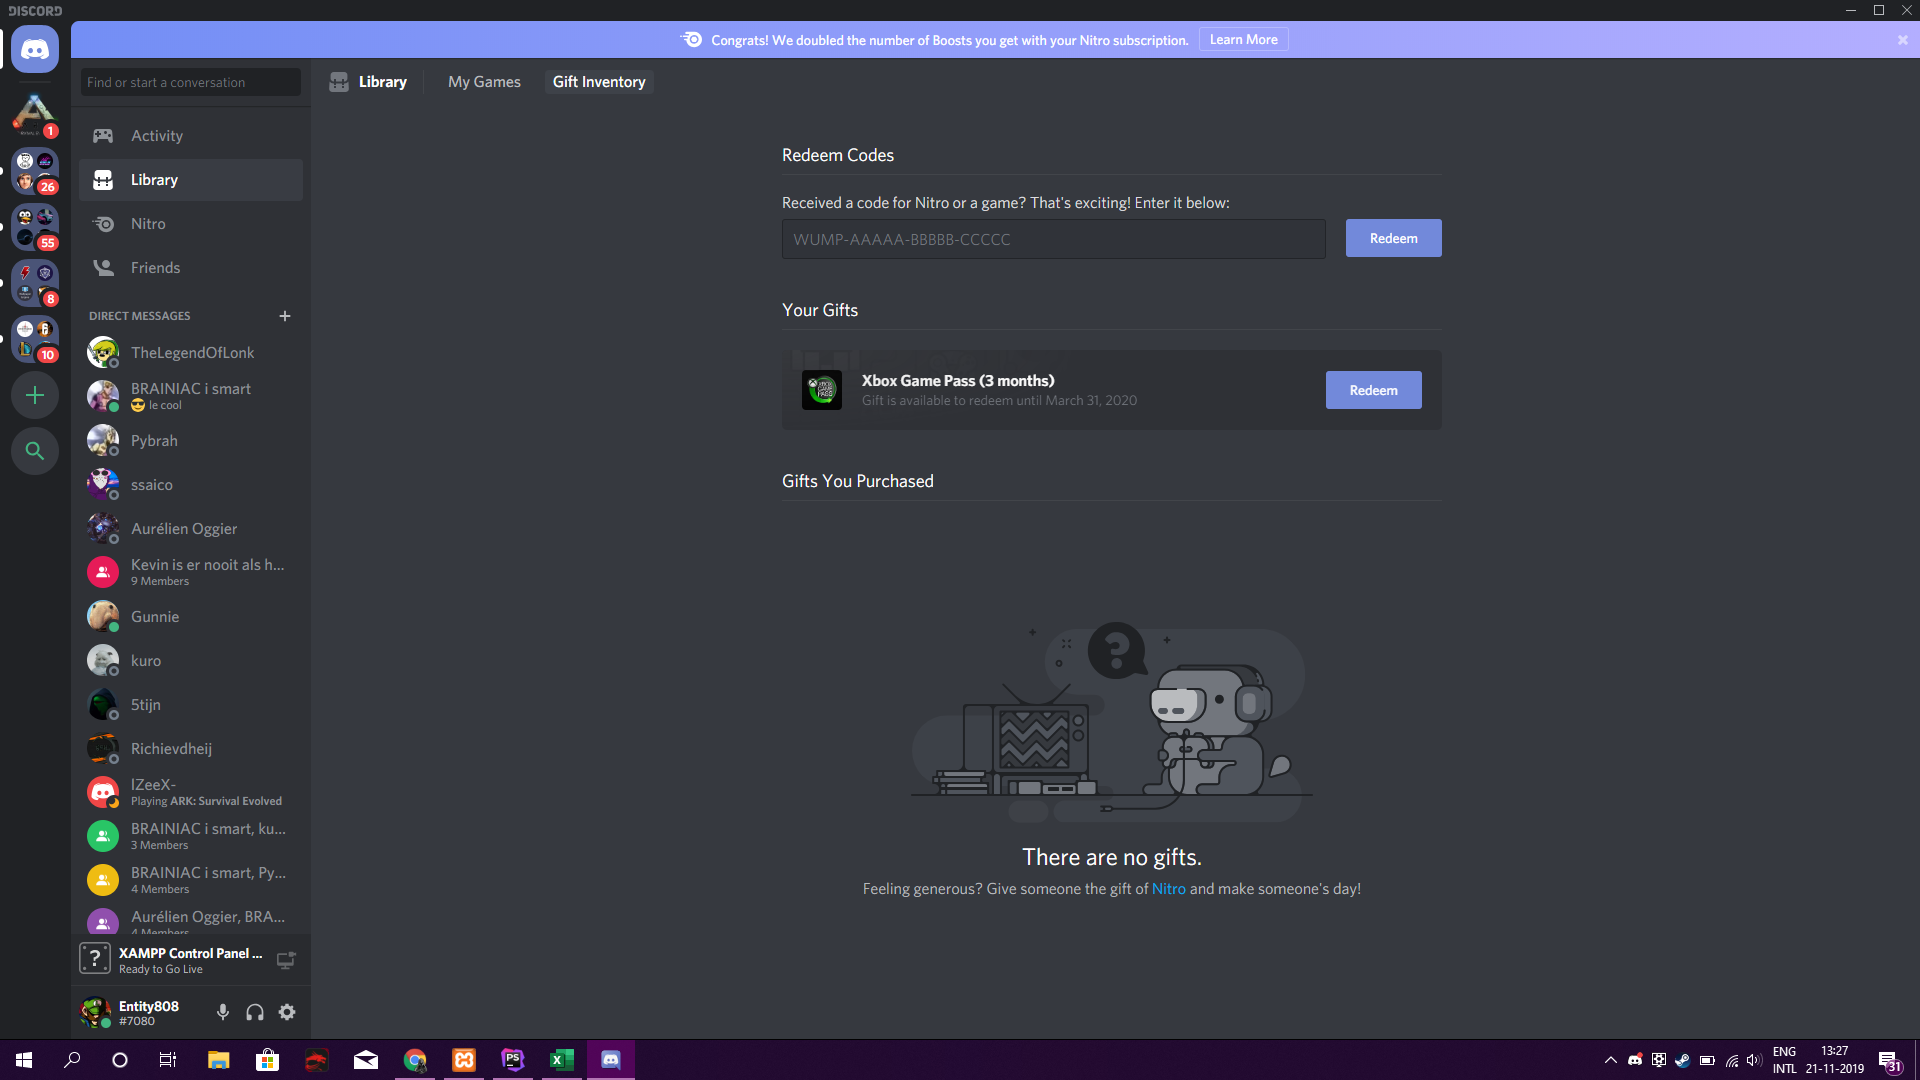 DISCORD
Congrats! We doubled the number of Boosts you get with your Nitro subscription.
Learn More
Find or start a conversation
Library
My Games
Gift Inventory
Activity
Library
Nitro
Friends
DIRECT MESSAGES
TheLegendOfLonk
BRAINIAC i smart
le cool
Pybrah
ssaico
Aurélien Oggier
Kevin is er nooit als h...
9 Members
Gunnie
kuro
5tijn
Richievdheij
lZeeX-
Playing ARK: Survival Evolved
BRAINIAC i smart, ku...
3 Members
BRAINIAC i smart, Py...
4 Members
Aurélien Oggier, BRA...
4 Members
XAMPP Control Panel ...
Ready to Go Live
Entity808
#7080
1
26
55
8
10
Redeem Codes
Received a code for Nitro or a game? That's exciting! Enter it below:
WUMP-AAAAA-BBBBB-CCCCC
Redeem
Your Gifts
XBOX GAME PASS
Xbox Game Pass (3 months)
Gift is available to redeem until March 31, 2020
Redeem
Gifts You Purchased
?
There are no gifts.
Feeling generous? Give someone the gift of Nitro and make someone's day!
PS
X
ENG
INTL
13:27
21-11-2019
31